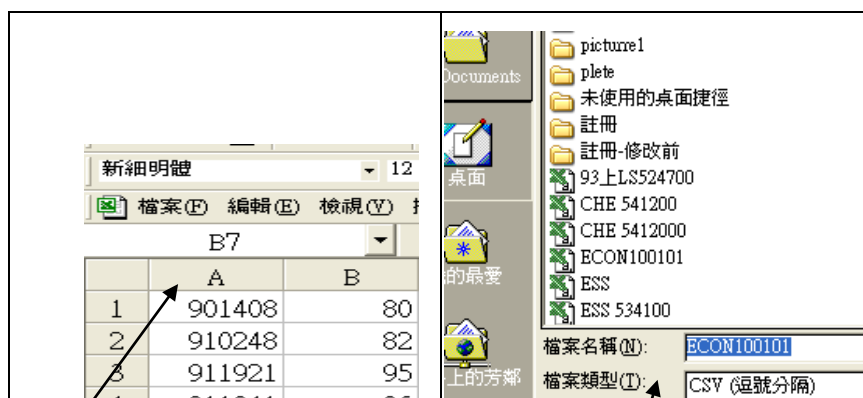 新細明體 12
檔案(F) 編輯(E) 檢視(V)
B7
A B
1 901408 80
2 910248 82
3 911921 95
picturre1
plete
未使用的桌面捷徑
註冊
註冊-修改前
93上LS524700
CHE 541200
CHE 5412000
ECON100101
ESS
ESS 534100
Documents
桌面
的最愛
上的芳鄰
檔案名稱(N): ECON100101
檔案類型(T): CSV (逗號分隔)